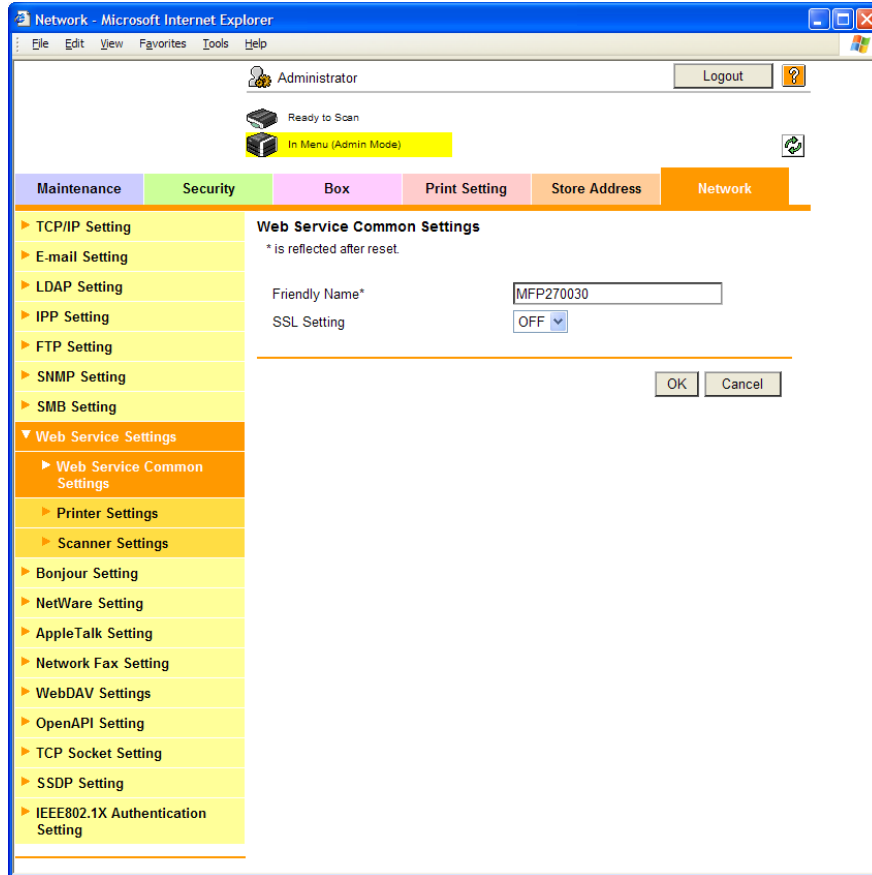 Network - Microsoft Internet Explorer
File Edit View Favorites Tools Help
Administrator Logout ?
Ready to Scan
In Menu (Admin Mode)
Maintenance Security Box Print Setting Store Address Network
TCP/IP Setting
E-mail Setting
LDAP Setting
IPP Setting
FTP Setting
SNMP Setting
SMB Setting
Web Service Settings
Web Service Common
Settings
Printer Settings
Scanner Settings
Bonjour Setting
NetWare Setting
AppleTalk Setting
Network Fax Setting
WebDAV Settings
OpenAPI Setting
TCP Socket Setting
SSDP Setting
IEEE802.1X Authentication
Setting
Web Service Common Settings
* is reflected after reset.
Friendly Name* MFP270030
SSL Setting OFF
OK Cancel